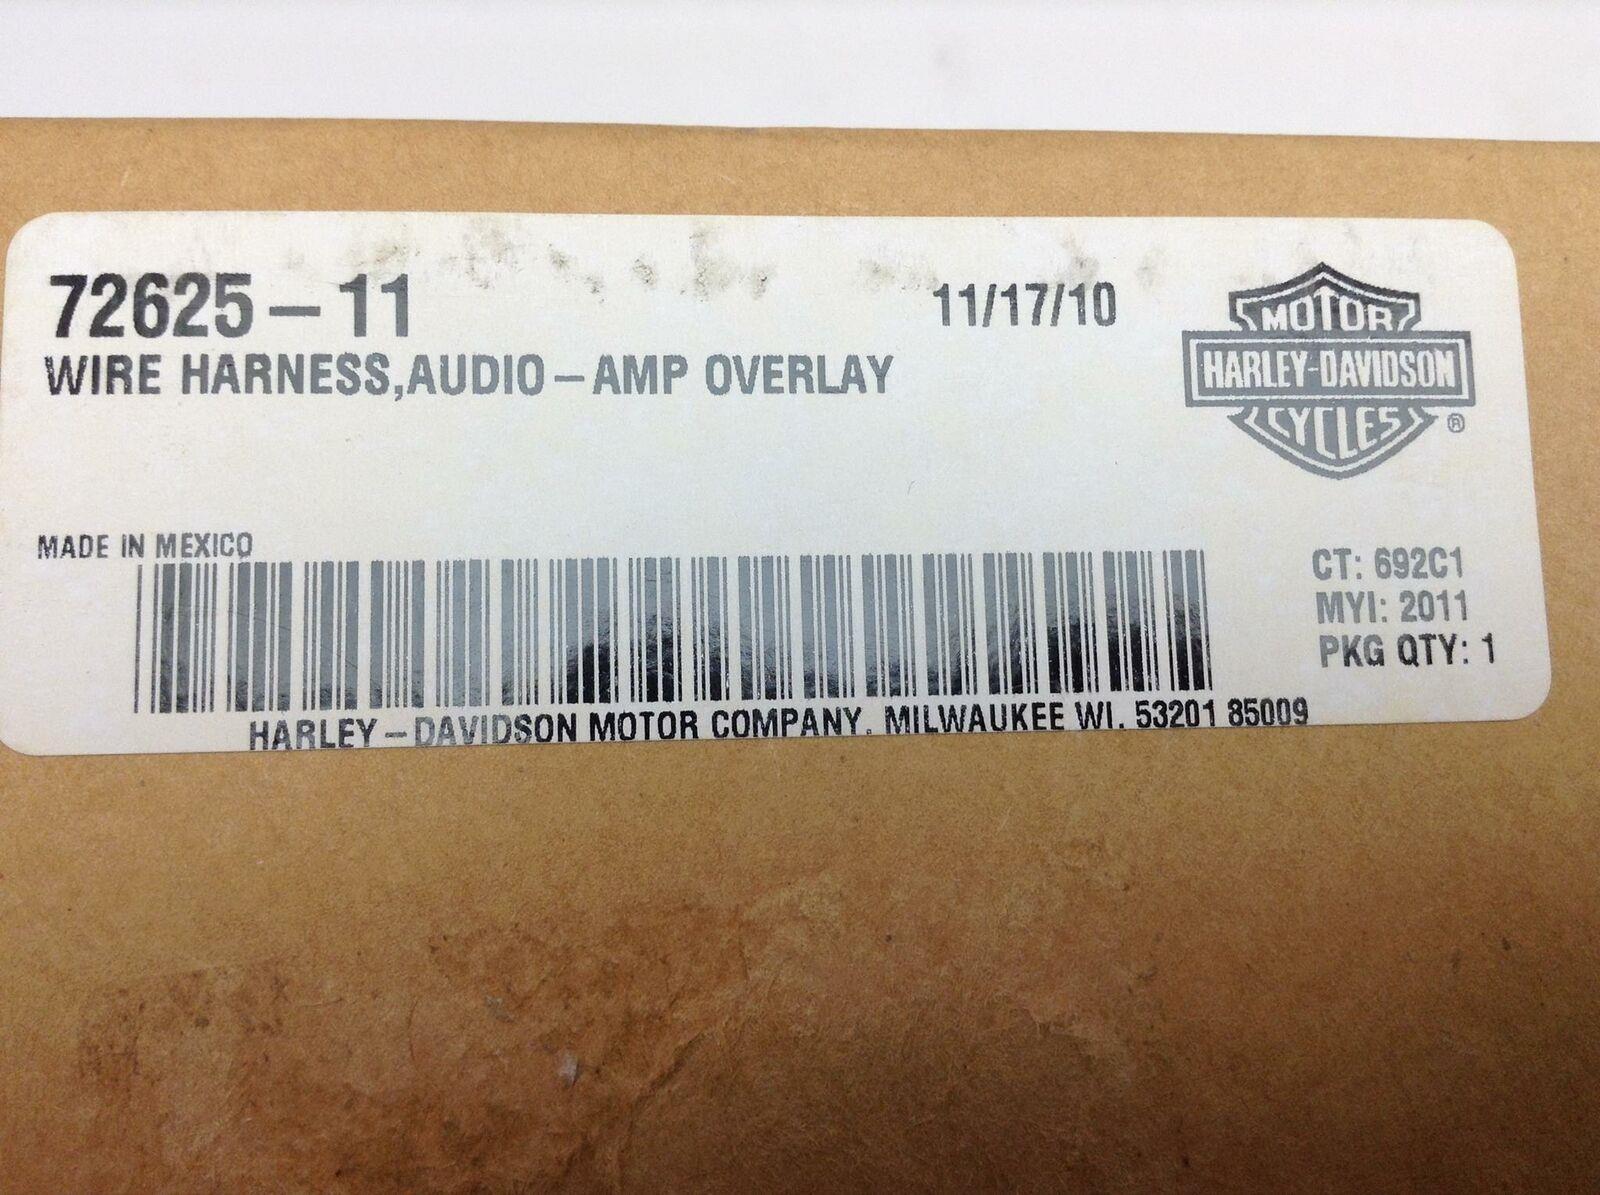 72625-11
11/17/10
WIRE HARNESS,AUDIO-AMP OVERLAY
MOTOR
HARLEY-DAVIDSON
CYCLES
®
MADE IN MEXICO
CT: 692C1
MYI: 2011
PKG QTY: 1
HARLEY-DAVIDSON MOTOR COMPANY. MILWAUKEE WI. 53201 85009